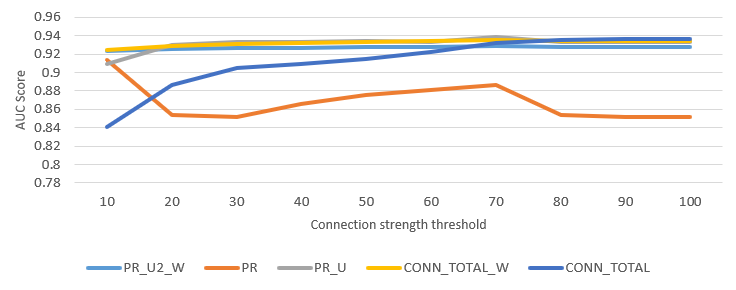 0.96
0.94
0.92
0.9
0.88
0.86
0.84
0.82
0.8
0.78
AUC Score
10 20 30 40 50 60 70 80 90 100
Connection strength threshold
PR_U2_W PR PR_U CONN_TOTAL_W CONN_TOTAL